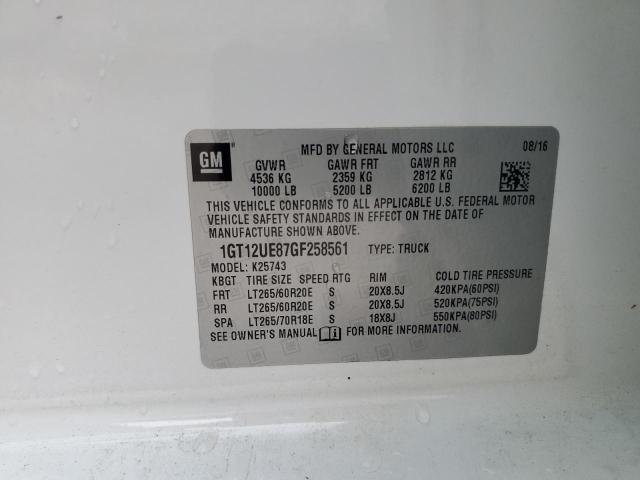 GM
MFD BY GENERAL MOTORS LLC 08/16
GVWR GAWR FRT GAWR RR
4536 KG 2359 KG 2812 KG
10000 LB 5200 LB 6200 LB
THIS VEHICLE CONFORMS TO ALL APPLICABLE U.S. FEDERAL MOTOR
VEHICLE SAFETY STANDARDS IN EFFECT ON THE DATE OF
MANUFACTURE SHOWN ABOVE.
1GT12UE87GF258561 TYPE: TRUCK
MODEL: K25743
KBGT TIRE SIZE SPEED RTG RIM COLD TIRE PRESSURE
FRT LT265/60R20E S 20X8.5J 420KPA(60PSI)
RR LT265/60R20E S 20X8.5J 520KPA(75PSI)
SPA LT265/70R18E S 18X8J 550KPA(80PSI)
SEE OWNER'S MANUAL FOR MORE INFORMATION